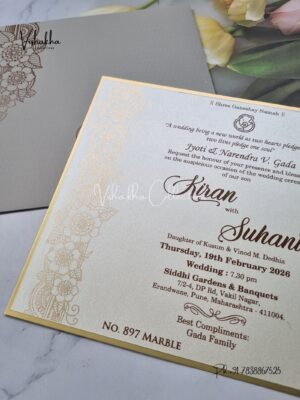 Vishakha
|| Shree Ganeshay Namah ||
"A wedding being a new world as two hearts pledge
two lives pledge one soul"
Jyoti & Narendra V. Gada
Request the honour of your presence and bless
on the auspicious occasion of the wedding cere
of our son
Kiran
with
Suhani
Daughter of Kusum & Vinod M. Dedhia
Thursday, 19th February 2026
Wedding : 7.30 pm
Siddhi Gardens & Banquets
7/2-4, DP Rd, Vakil Nagar,
Erandwane, Pune, Maharashtra - 411004.
Best Compliments:
Gada Family
No. 897 MARBLE
Vishakha
Ph:+91,7838867525